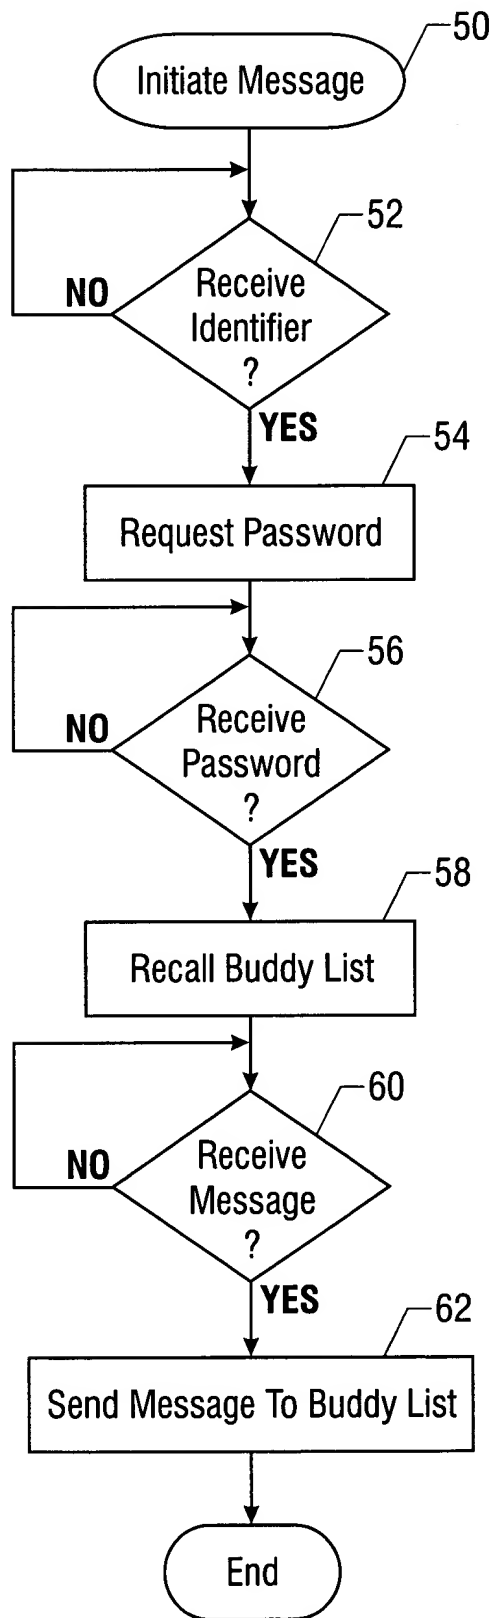 50
Initiate Message
52
Receive
Identifier
?
NO
YES
54
Request Password
56
Receive
Password
?
NO
YES
58
Recall Buddy List
60
Receive
Message
?
NO
YES
62
Send Message To Buddy List
End